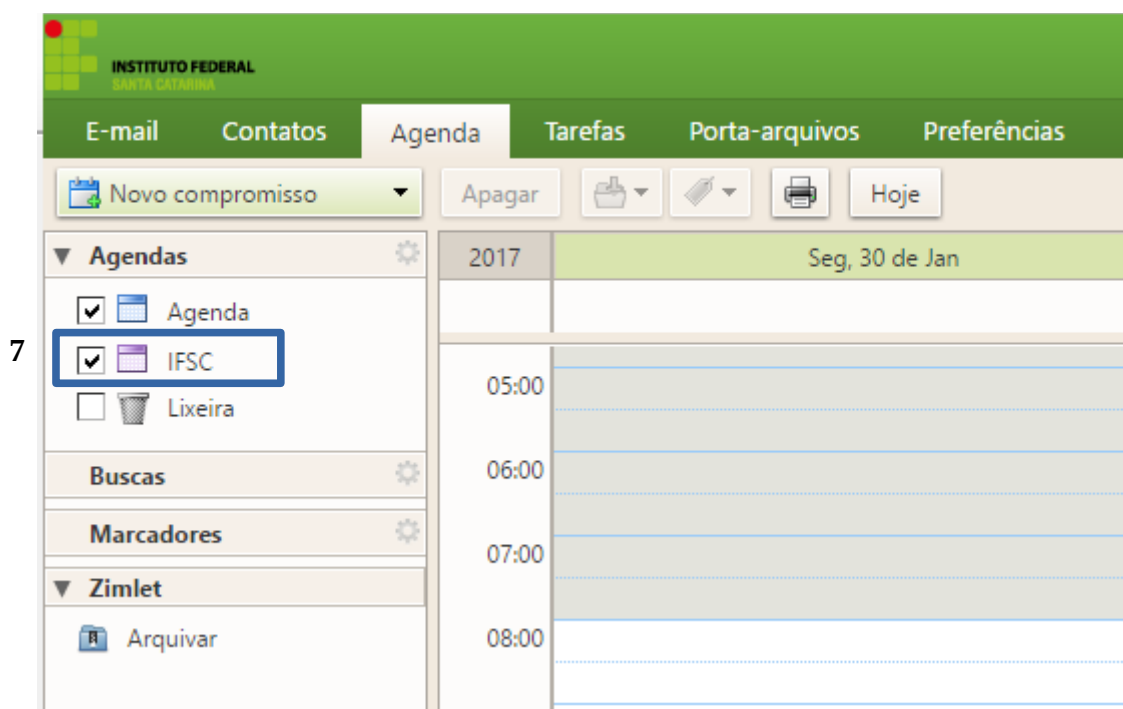 INSTITUTO FEDERAL
SANTA CATARINA
E-mail Contatos Agenda Tarefas Porta-arquivos Preferências
Novo compromisso Apagar Hoje
Agendas 2017 Seg, 30 de Jan
Agenda
7 IFSC
05:00
Lixeira
Buscas 06:00
Marcadores
07:00
Zimlet
Arquivar 08:00